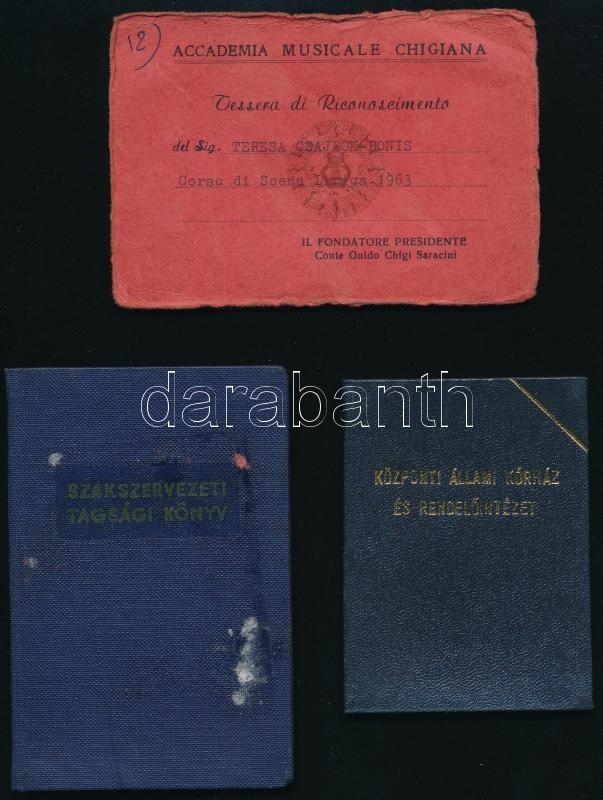 12)
ACCADEMIA MUSICALE CHIGIANA
Tessera di Riconoscimento
del Sig. TERESA CSAJBOK-BONIS
Corso di Scena Lirica 1963
IL FONDATORE PRESIDENTE
Conte Guido Chigi Saracini
darabanth
SZAKSZERVEZETI
TAGSÁGI KÖNYV
KÖZPONTI ÁLLAMI KÓRHÁZ
ÉS RENDELŐINTÉZET